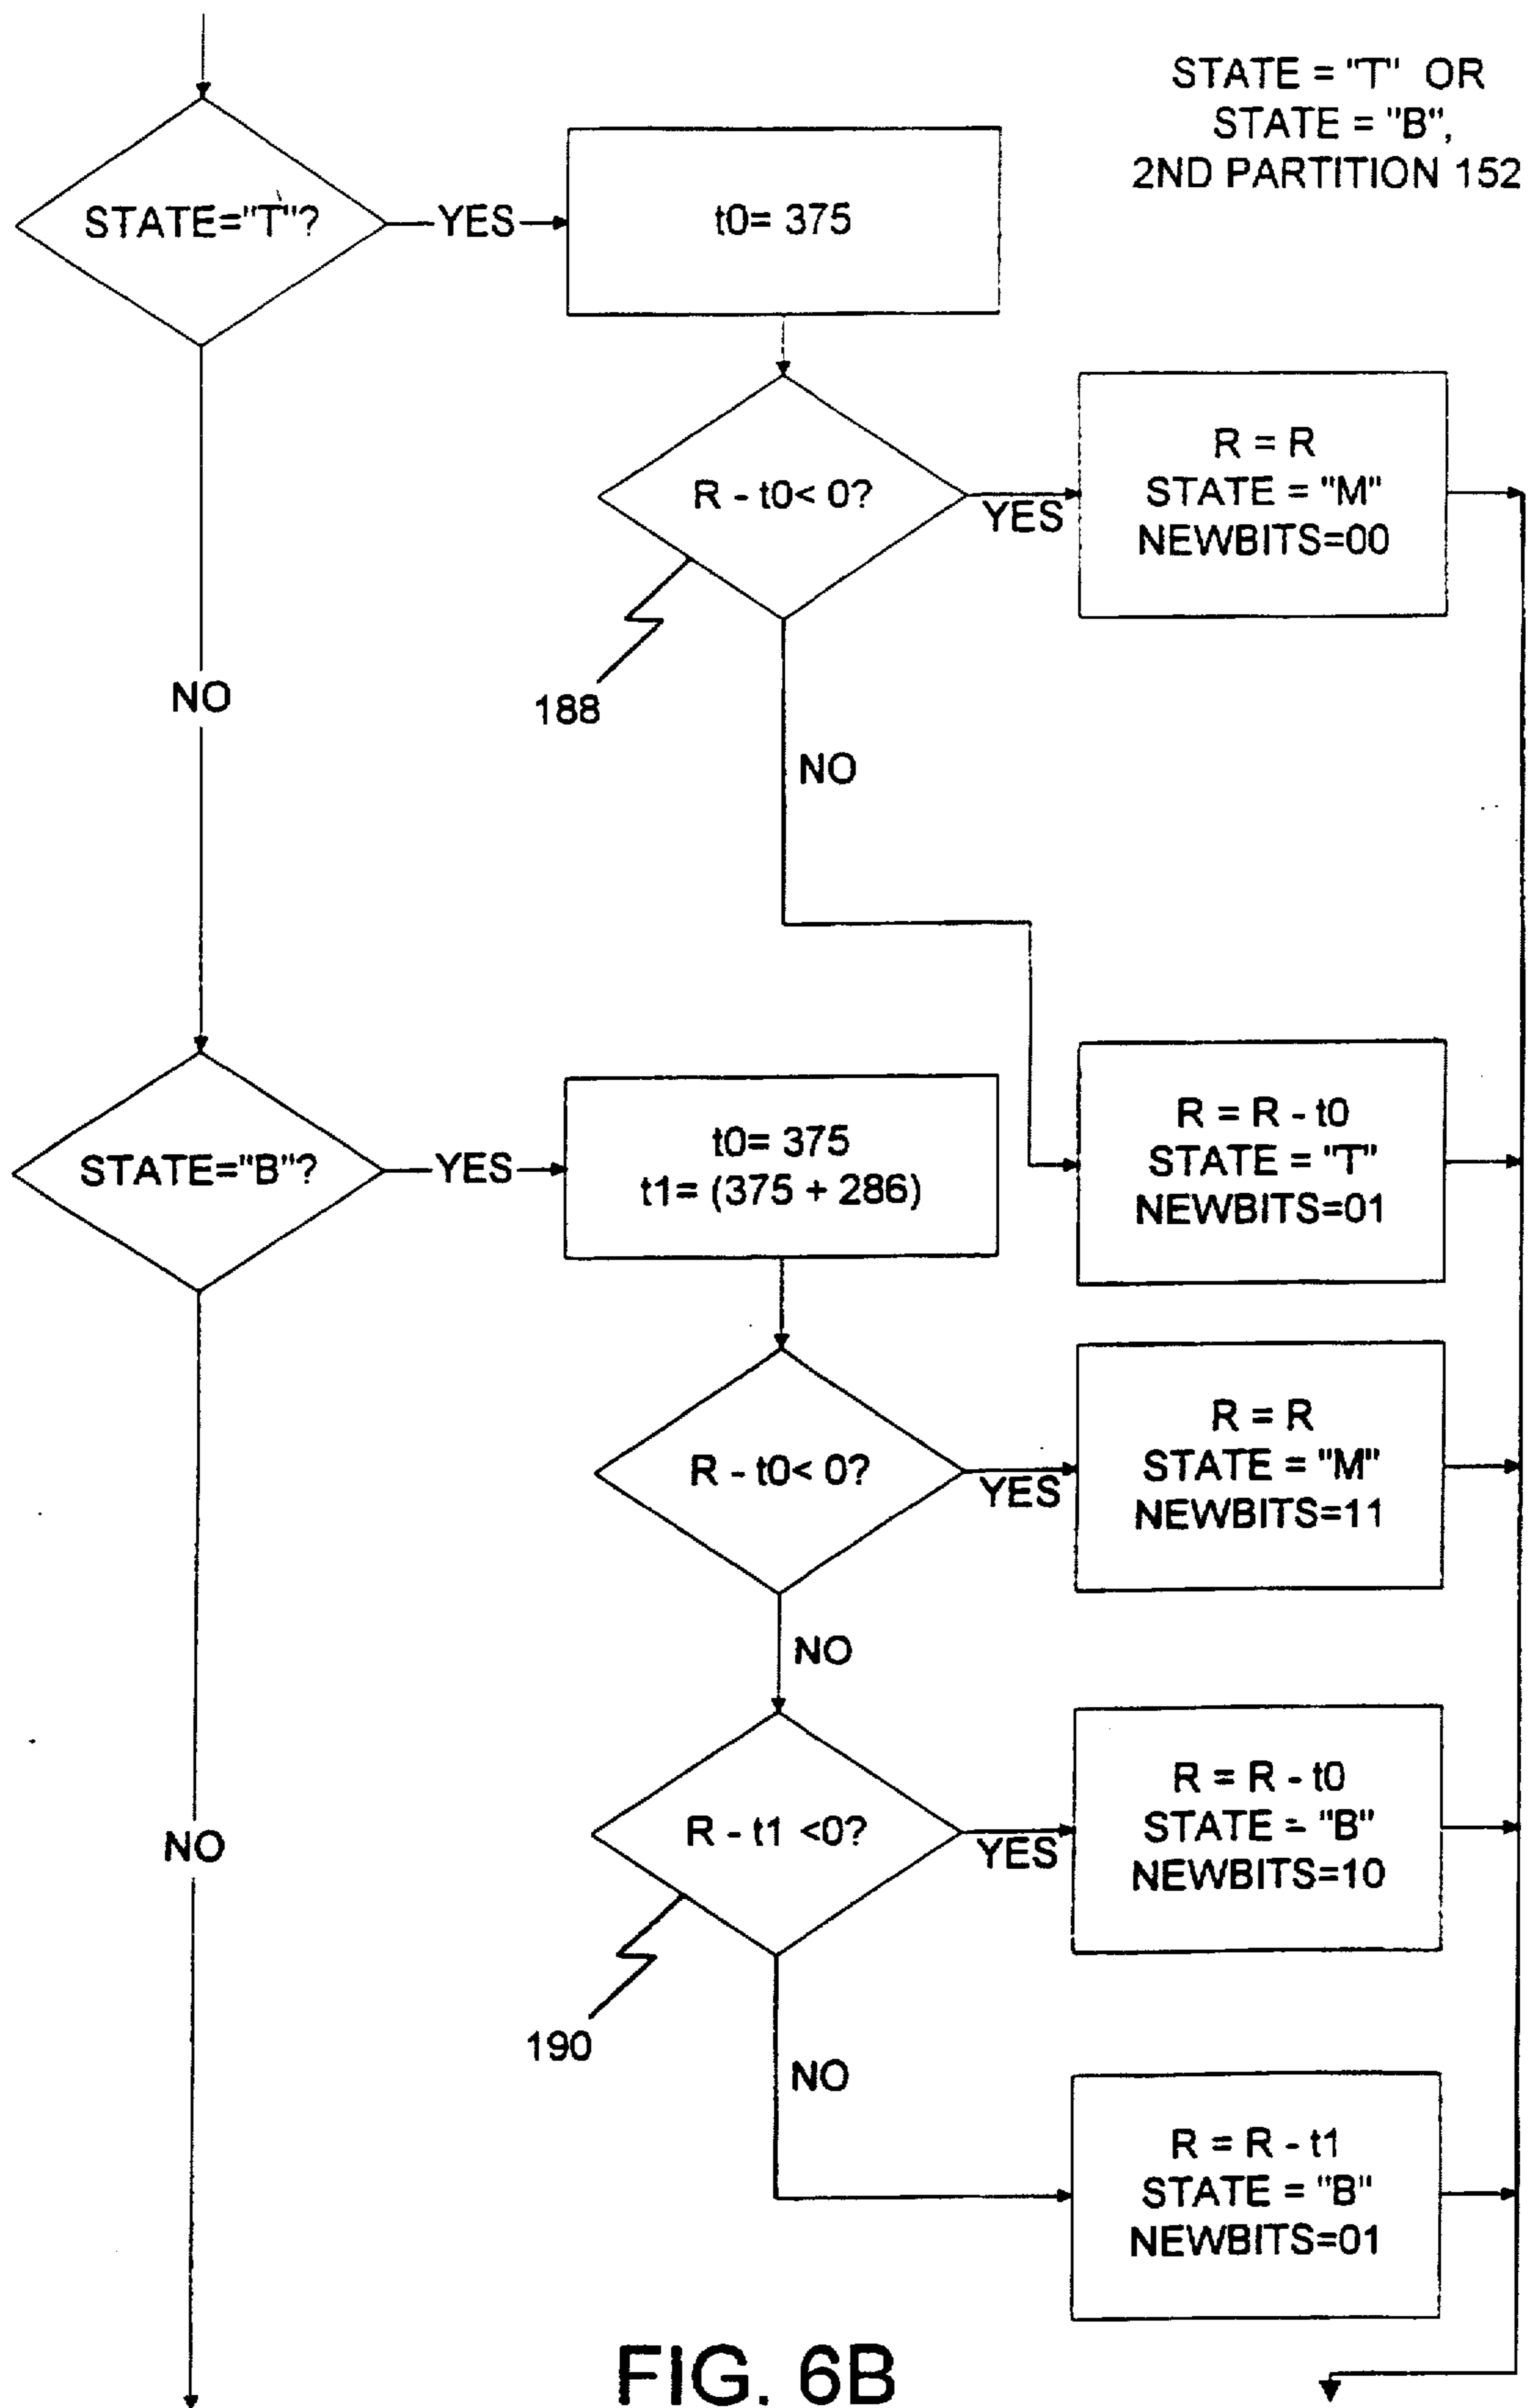 STATE = "T" OR
STATE = "B",
2ND PARTITION 152
STATE="T"?
YES
t0= 375
R - t0< 0?
YES
R = R
STATE = "M"
NEWBITS=00
188
NO
NO
R = R - t0
STATE = "T"
NEWBITS=01
STATE="B"?
YES
t0= 375
t1= (375 + 286)
R - t0< 0?
YES
R = R
STATE = "M"
NEWBITS=11
NO
R - t1 <0?
YES
R = R - t0
STATE = "B"
NEWBITS=10
NO
190
NO
R = R - t1
STATE = "B"
NEWBITS=01
FIG. 6B